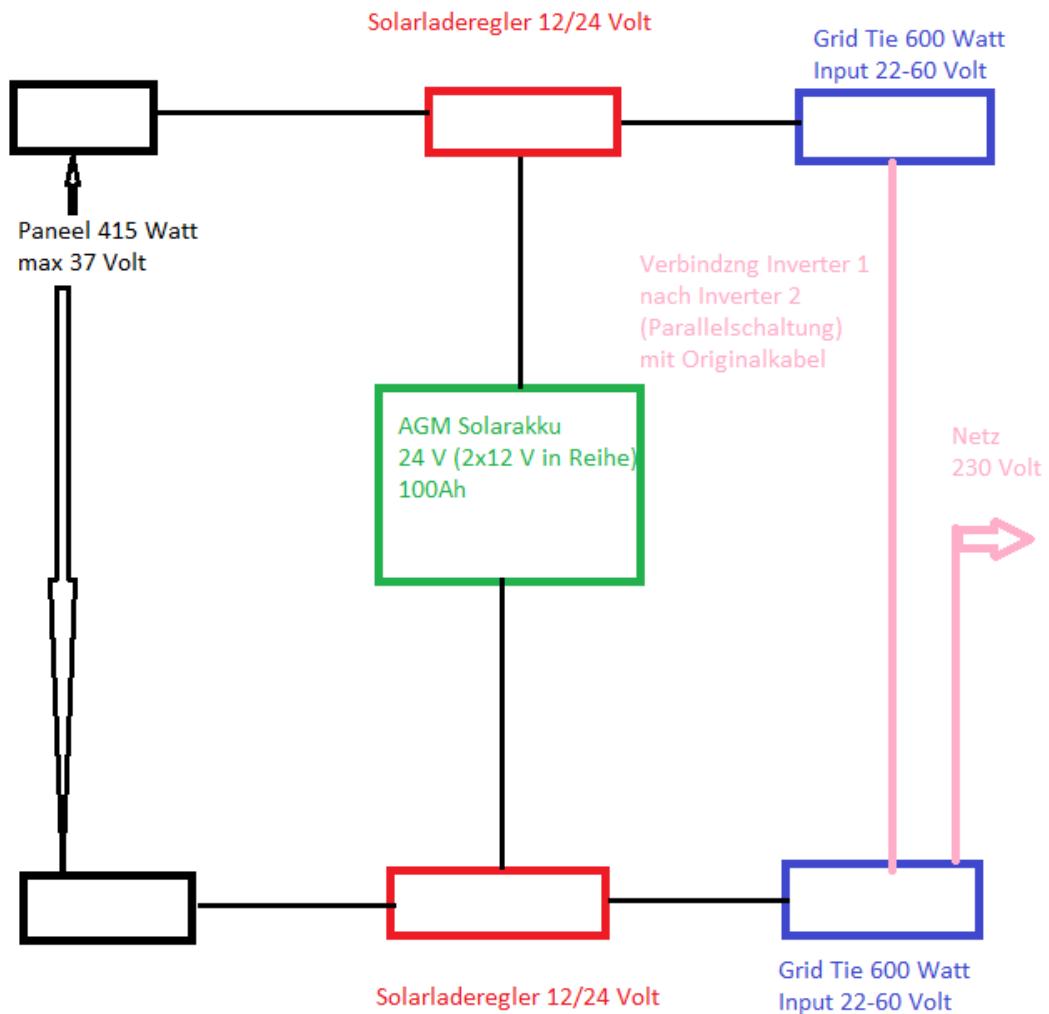 Solarladeregler 12/24 Volt
Grid Tie 600 Watt
Input 22-60 Volt
Paneel 415 Watt
max 37 Volt
Verbindzng Inverter 1
nach Inverter 2
(Parallelschaltung)
mit Originalkabel
AGM Solarakku
24 V (2x12 V in Reihe)
100Ah
Netz
230 Volt
Solarladeregler 12/24 Volt
Grid Tie 600 Watt
Input 22-60 Volt